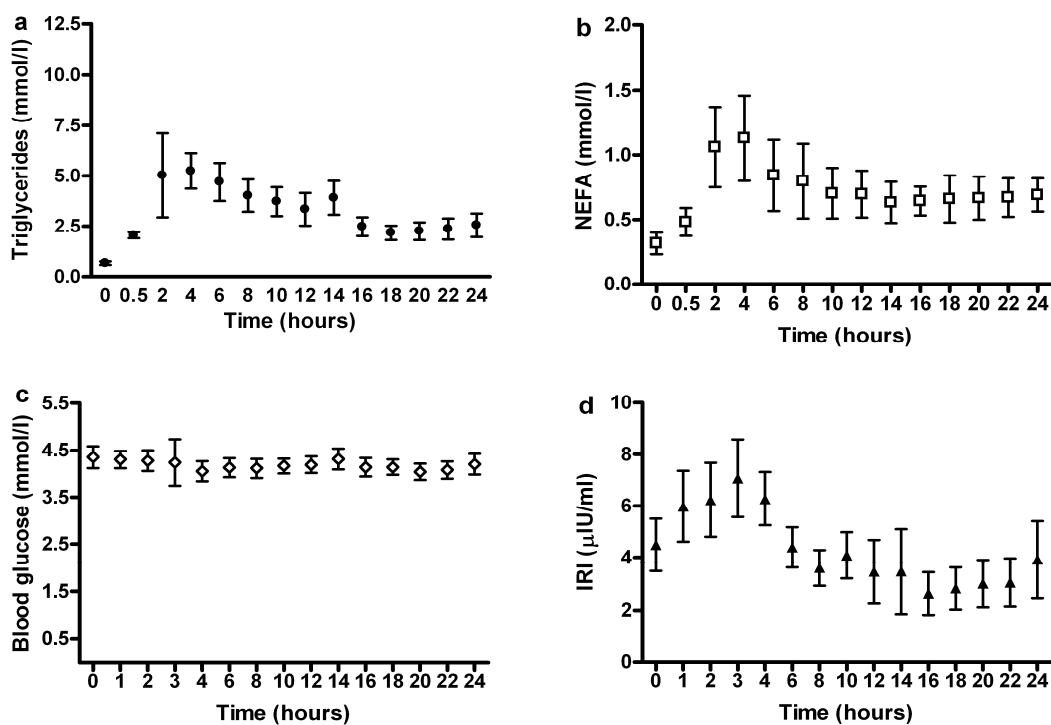 a
12.5
10.0
7.5
5.0
2.5
0.0
Triglycerides (mmol/l)
0 0.5 2 4 6 8 10 12 14 16 18 20 22 24
Time (hours)
b
2.0
1.5
1.0
0.5
0.0
NEFA (mmol/l)
0 0.5 2 4 6 8 10 12 14 16 18 20 22 24
Time (hours)
c
5.5
4.5
3.5
2.5
1.5
0.5
Blood glucose (mmol/l)
0 1 2 3 4 6 8 10 12 14 16 18 20 22 24
Time (hours)
d
10
8
6
4
2
0
IRI (μIU/ml)
0 1 2 3 4 6 8 10 12 14 16 18 20 22 24
Time (hours)